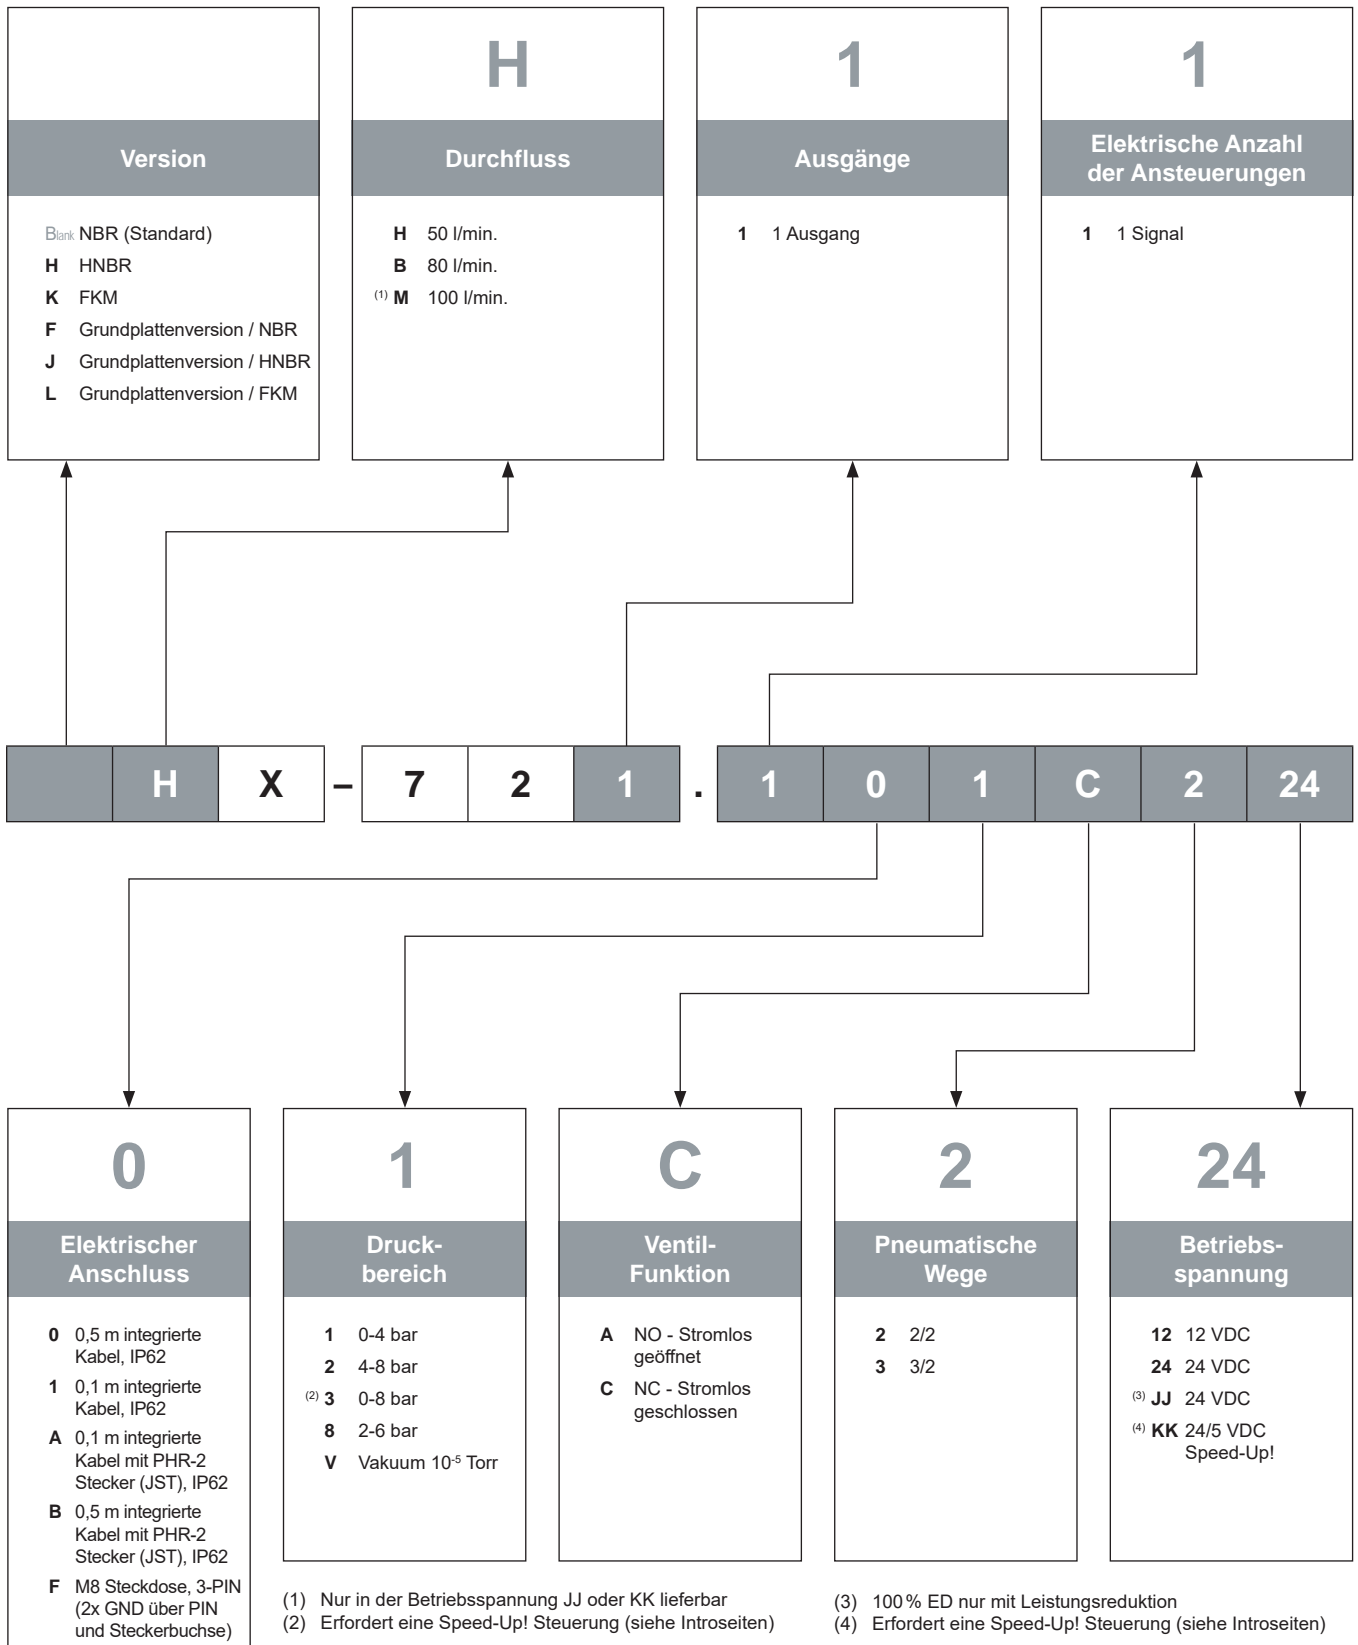 H
1
1
Version
Durchfluss
Ausgänge
Elektrische Anzahl
der Ansteuerungen
Blank NBR (Standard)
H HNBR
K FKM
F Grundplattenversion / NBR
J Grundplattenversion / HNBR
L Grundplattenversion / FKM
H 50 l/min.
B 80 l/min.
(1) M 100 l/min.
1 1 Ausgang
1 1 Signal
H X – 7 2 1 . 1 0 1 C 2 24
0
Elektrischer
Anschluss
0 0,5 m integrierte
Kabel, IP62
1 0,1 m integrierte
Kabel, IP62
A 0,1 m integrierte
Kabel mit PHR-2
Stecker (JST), IP62
B 0,5 m integrierte
Kabel mit PHR-2
Stecker (JST), IP62
F M8 Steckdose, 3-PIN
(2x GND über PIN
und Steckerbuchse)
1
Druck-
bereich
1 0-4 bar
2 4-8 bar
(2) 3 0-8 bar
8 2-6 bar
V Vakuum 10-5 Torr
C
Ventil-
Funktion
A NO - Stromlos
geöffnet
C NC - Stromlos
geschlossen
2
Pneumatische
Wege
2 2/2
3 3/2
24
Betriebs-
spannung
12 12 VDC
24 24 VDC
(3) JJ 24 VDC
(4) KK 24/5 VDC
Speed-Up!
(1) Nur in der Betriebsspannung JJ oder KK lieferbar
(2) Erfordert eine Speed-Up! Steuerung (siehe Introseiten)
(3) 100 % ED nur mit Leistungsreduktion
(4) Erfordert eine Speed-Up! Steuerung (siehe Introseiten)